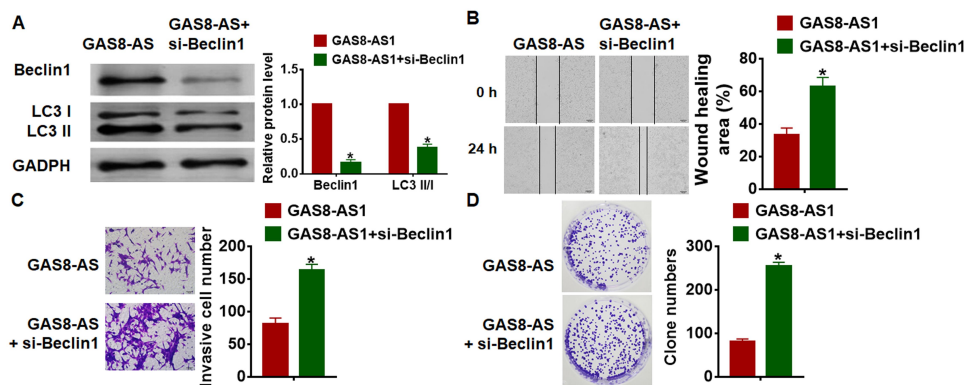 A
GAS8-AS
GAS8-AS+
si-Beclin1
Beclin1
LC3 I
LC3 II
GADPH
GAS8-AS1
GAS8-AS1+si-Beclin1
Relative protein level
1.5
1.0
0.5
0.0
*
*
Beclin1
LC3 II/I
B
GAS8-AS
GAS8-AS+
si-Beclin1
0 h
24 h
GAS8-AS1
GAS8-AS1+si-Beclin1
Wound healing
area (%)
80
60
40
20
0
*
C
GAS8-AS
GAS8-AS
+ si-Beclin1
GAS8-AS1
GAS8-AS1+si-Beclin1
Invasive cell number
200
150
100
50
0
*
D
GAS8-AS
GAS8-AS
+ si-Beclin1
GAS8-AS1
GAS8-AS1+si-Beclin1
Clone numbers
300
200
100
0
*